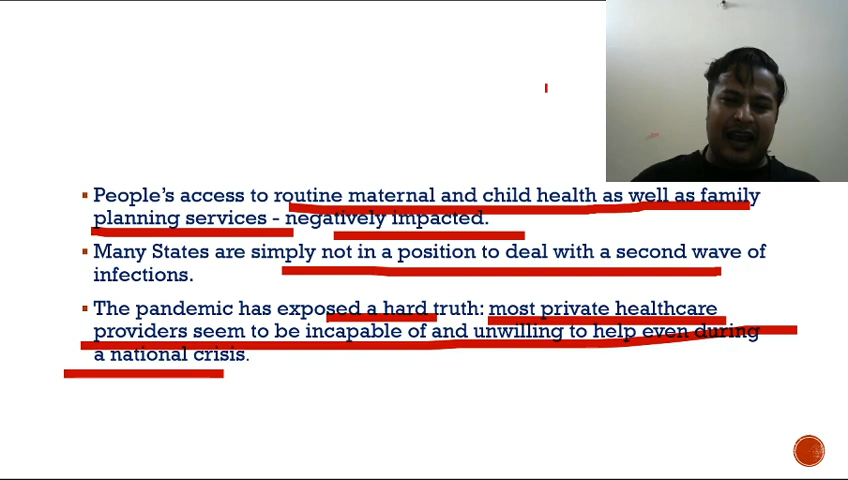 People's access to routine maternal and child health as well as family
planning services - negatively impacted.
Many States are simply not in a position to deal with a second wave of
infections.
The pandemic has exposed a hard truth: most private healthcare
providers seem to be incapable of and unwilling to help even during
a national crisis.